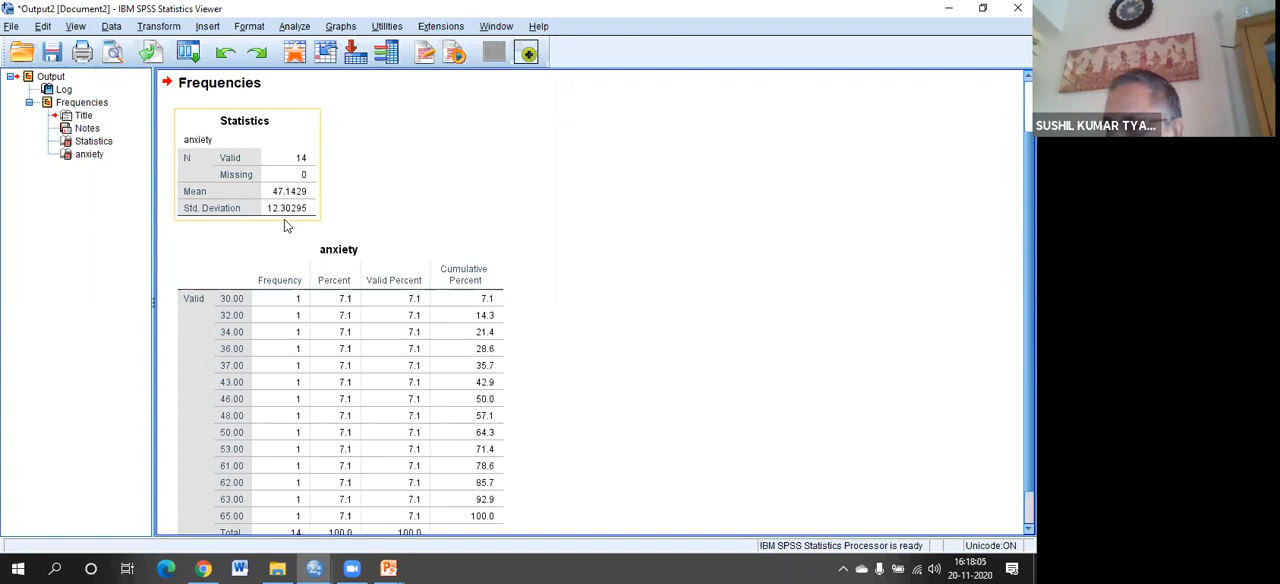 *Output2 [Document2] - IBM SPSS Statistics Viewer
File Edit View Data Transform Insert Format Analyze Graphs Utilities Extensions Window Help
Output
Log
Frequencies
Title
Notes
Statistics
anxiety
Frequencies
Statistics
anxiety
N Valid 14
Missing 0
Mean 47.1429
Std. Deviation 12.30295
anxiety
Frequency Percent Valid Percent Cumulative Percent
Valid 30.00 1 7.1 7.1 7.1
32.00 1 7.1 7.1 14.3
34.00 1 7.1 7.1 21.4
36.00 1 7.1 7.1 28.6
37.00 1 7.1 7.1 35.7
43.00 1 7.1 7.1 42.9
46.00 1 7.1 7.1 50.0
48.00 1 7.1 7.1 57.1
50.00 1 7.1 7.1 64.3
53.00 1 7.1 7.1 71.4
61.00 1 7.1 7.1 78.6
62.00 1 7.1 7.1 85.7
63.00 1 7.1 7.1 92.9
65.00 1 7.1 7.1 100.0
Total 14 100.0 100.0
SUSHIL KUMAR TYA...
IBM SPSS Statistics Processor is ready Unicode:ON
16:18:05
20-11-2020